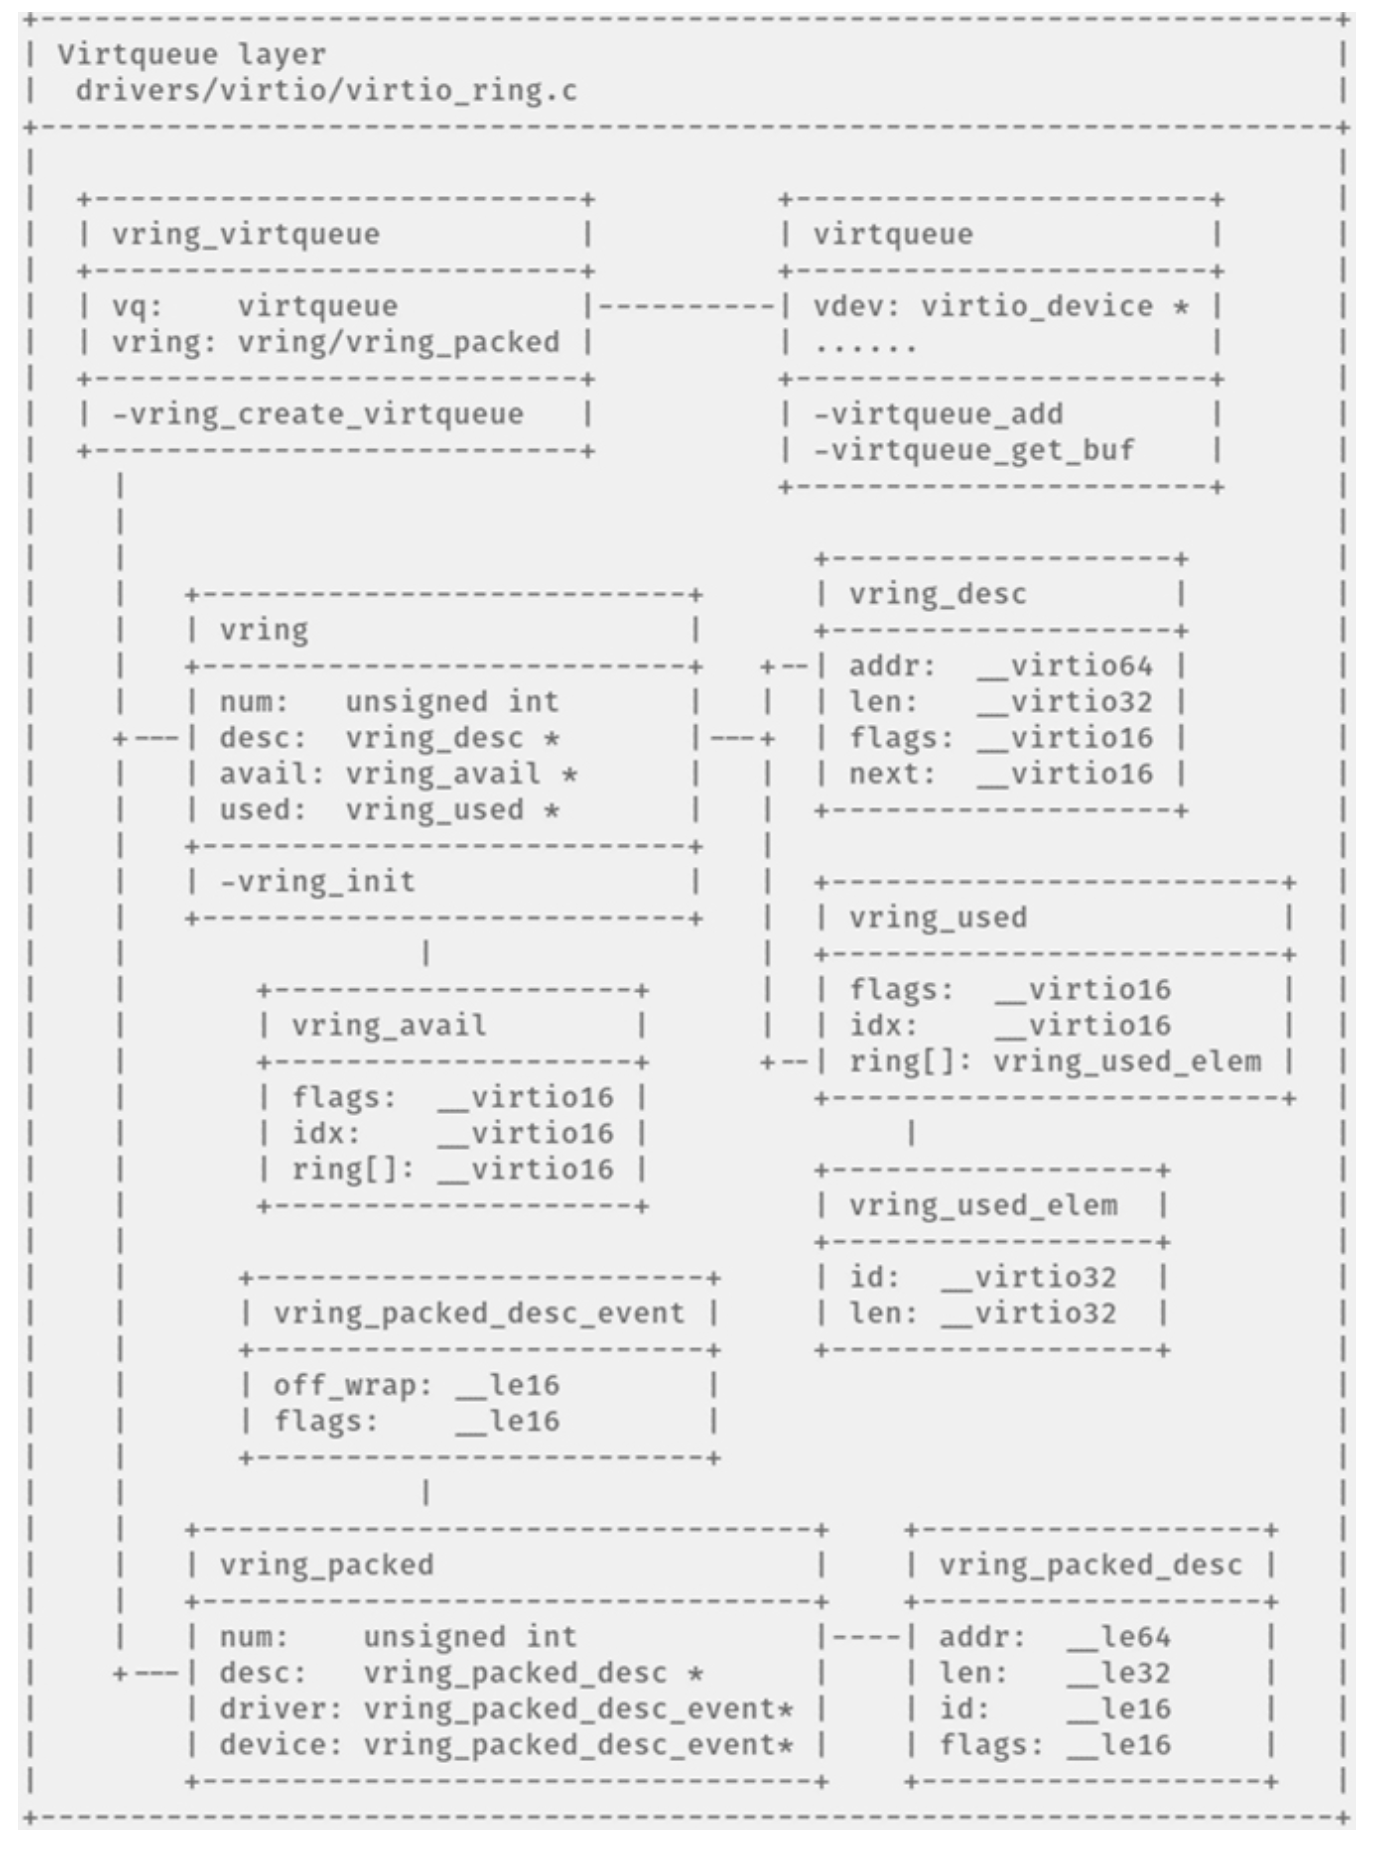 Virtqueue layer
drivers/virtio/virtio_ring.c
vring_virtqueue
vq: virtqueue
vring: vring/vring_packed
-vring_create_virtqueue
virtqueue
vdev: virtio_device *
......
-virtqueue_add
-virtqueue_get_buf
vring
num: unsigned int
desc: vring_desc *
avail: vring_avail *
used: vring_used *
-vring_init
vring_desc
addr: __virtio64
len: __virtio32
flags: __virtio16
next: __virtio16
vring_used
flags: __virtio16
idx: __virtio16
ring[]: vring_used_elem
vring_avail
flags: __virtio16
idx: __virtio16
ring[]: __virtio16
vring_used_elem
id: __virtio32
len: __virtio32
vring_packed_desc_event
off_wrap: __le16
flags: __le16
vring_packed
num: unsigned int
desc: vring_packed_desc *
driver: vring_packed_desc_event*
device: vring_packed_desc_event*
vring_packed_desc
addr: __le64
len: __le32
id: __le16
flags: __le16